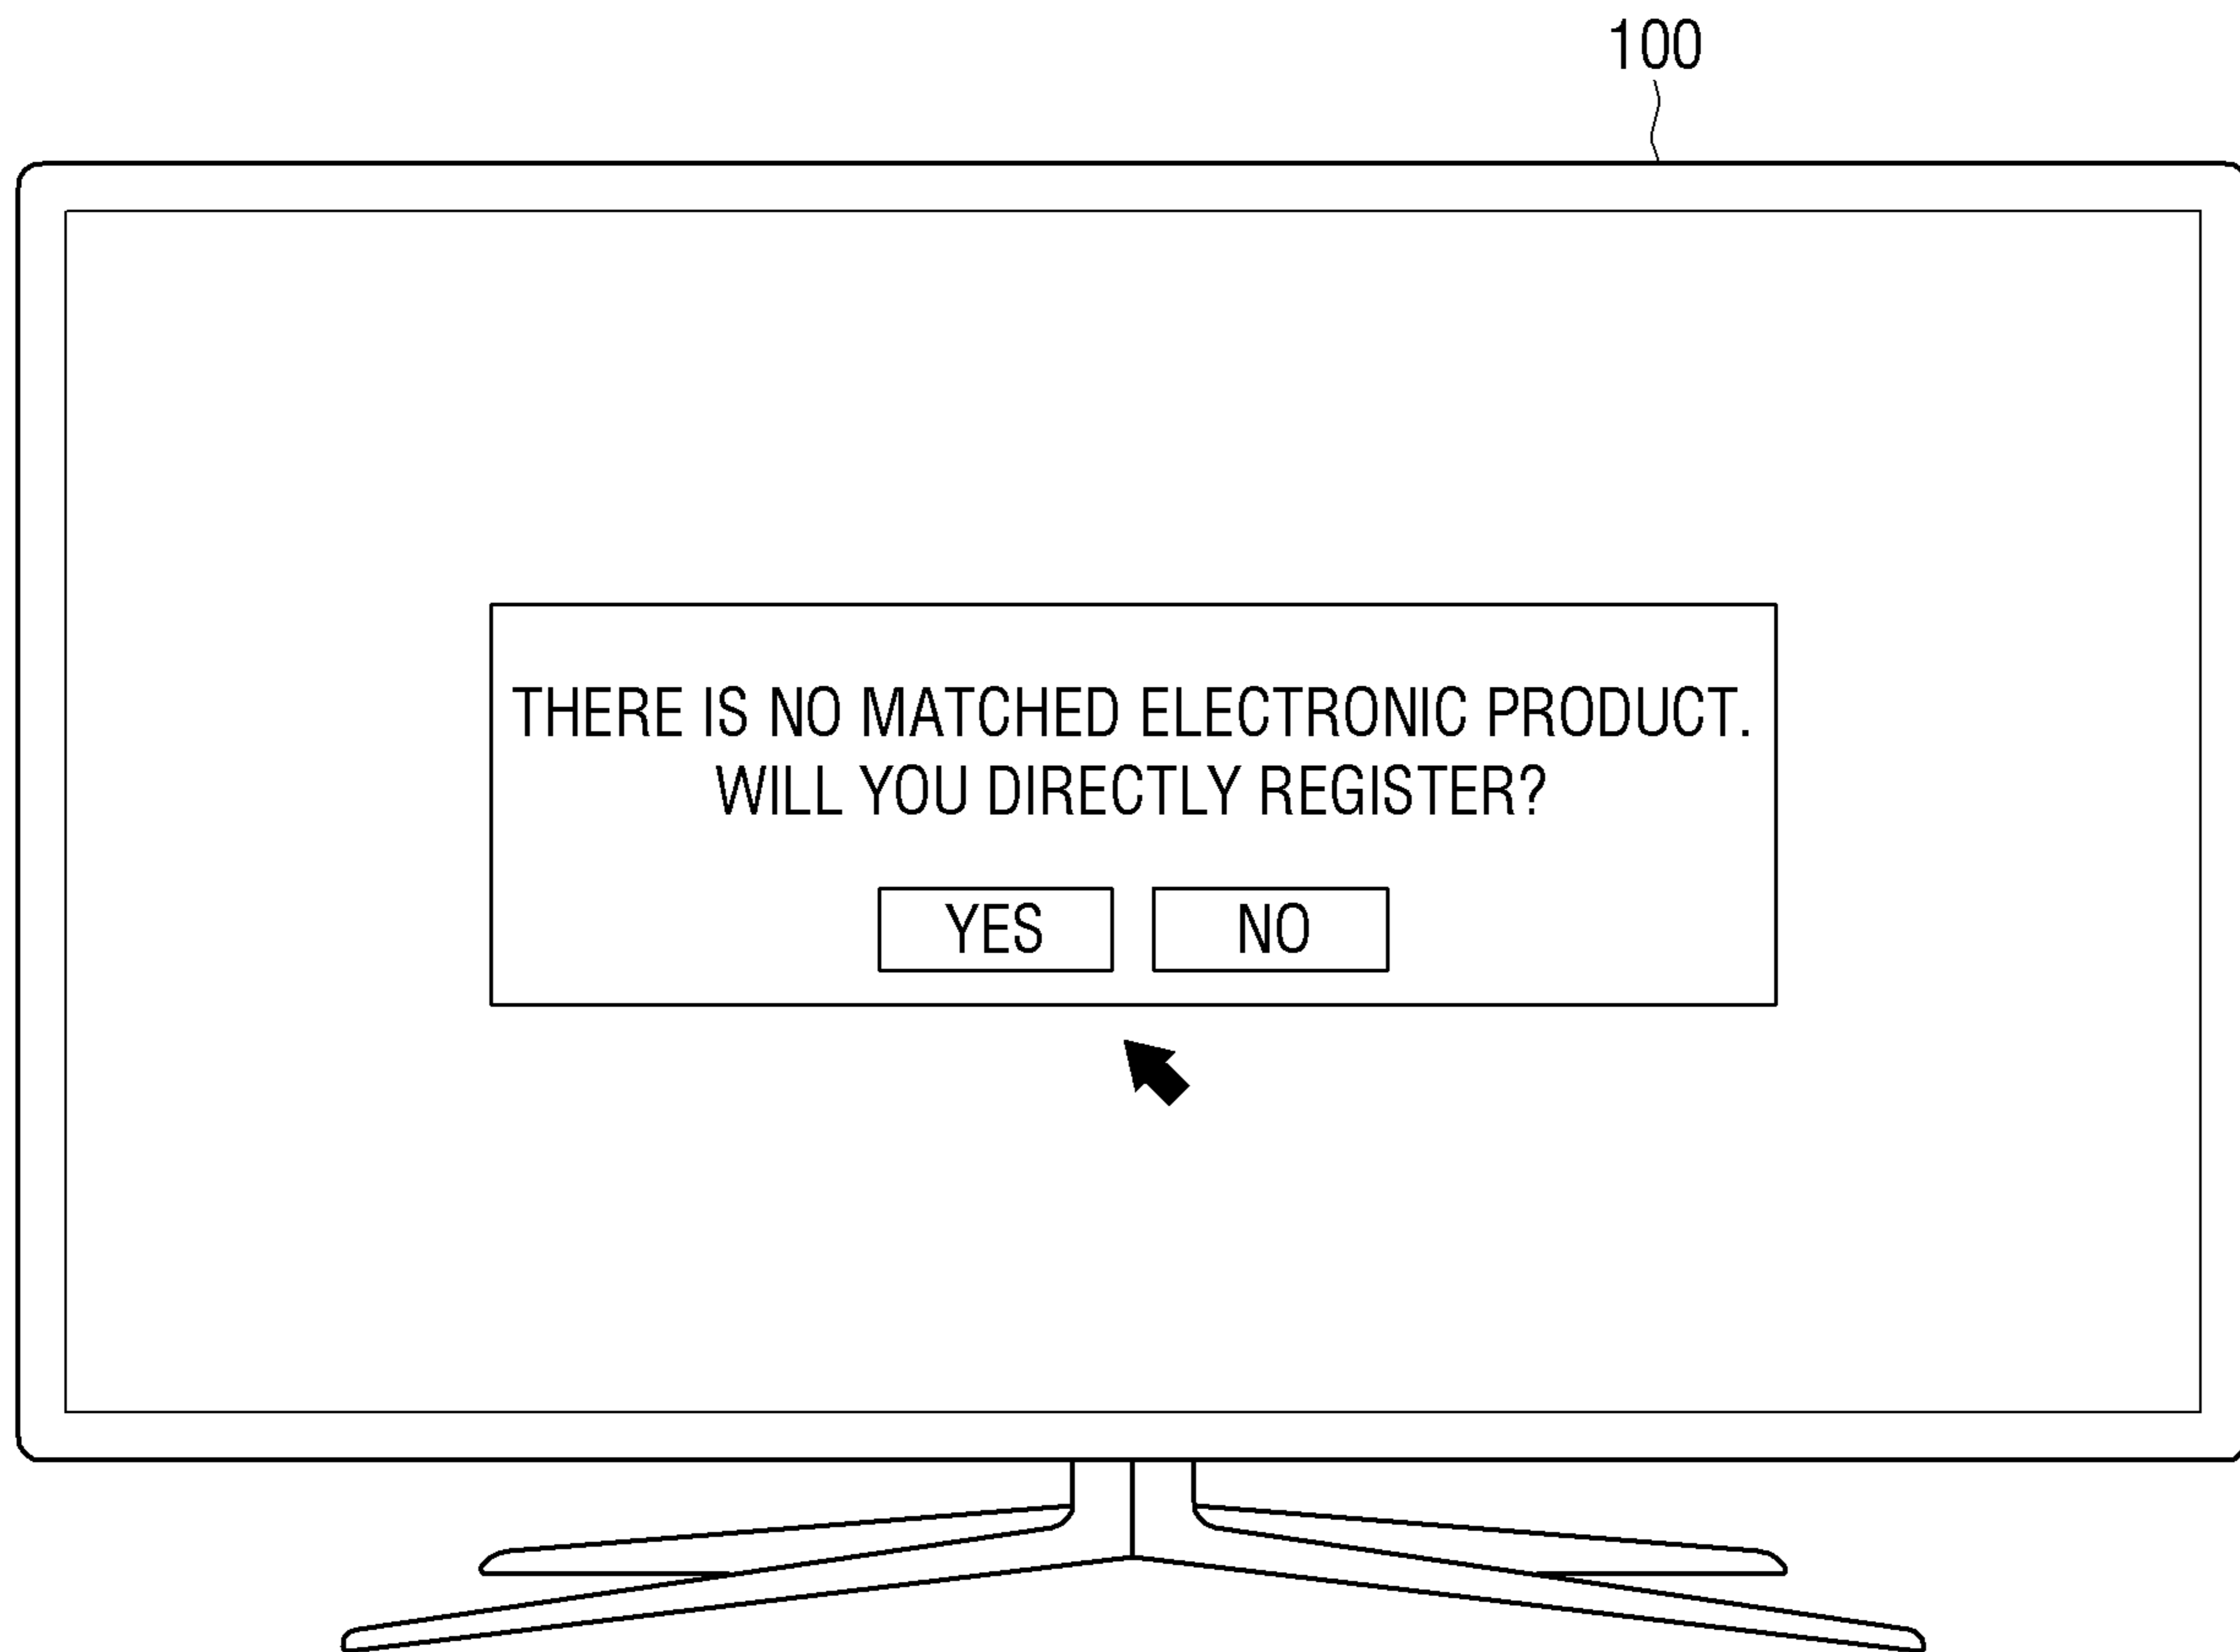 100
THERE IS NO MATCHED ELECTRONIC PRODUCT.
WILL YOU DIRECTLY REGISTER?
YES NO